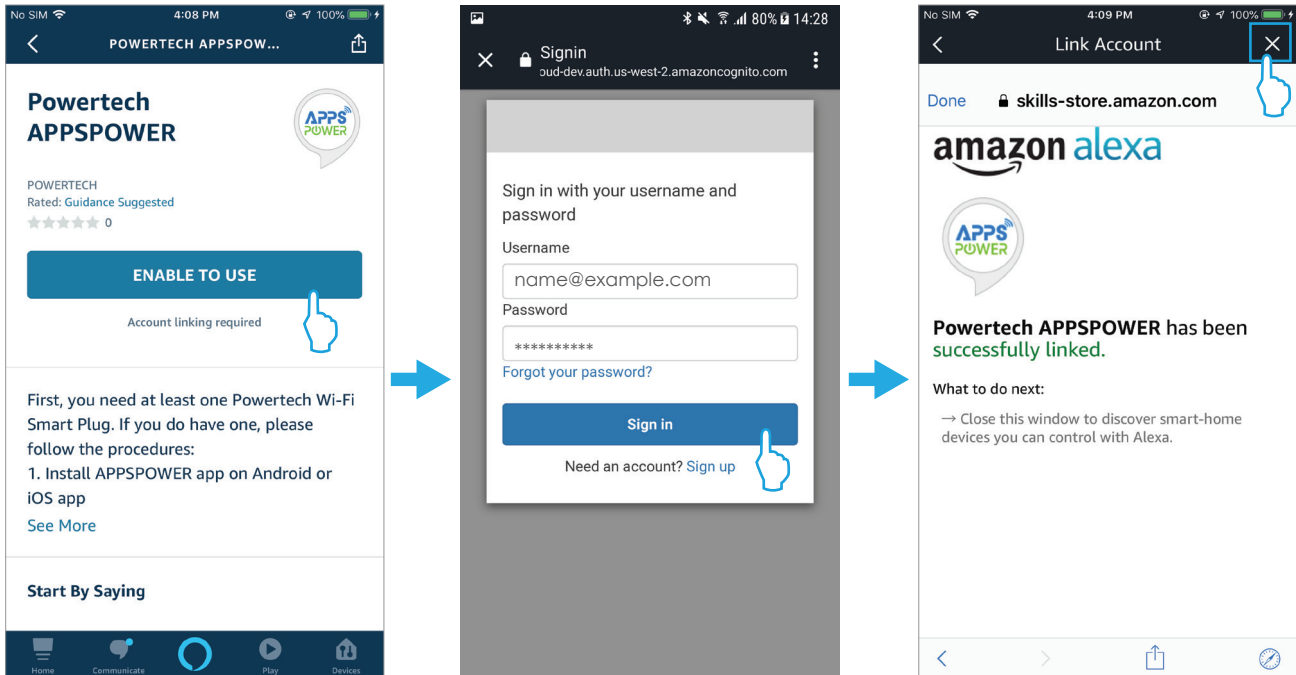 No SIM 4:08 PM 100%
POWERTECH APPSPOW...
Powertech
APPSPOWER
APPS
POWER
POWERTECH
Rated: Guidance Suggested
0
ENABLE TO USE
Account linking required
First, you need at least one Powertech Wi-Fi
Smart Plug. If you do have one, please
follow the procedures:
1. Install APPSPOWER app on Android or
iOS app
See More
Start By Saying
Home Communicate Play Devices
80% 14:28
Signin
oud-dev.auth.us-west-2.amazoncognito.com
Sign in with your username and
password
Username
name@example.com
Password
**********
Forgot your password?
Sign in
Need an account? Sign up
No SIM 4:09 PM 100%
Link Account
Done skills-store.amazon.com
amazon alexa
APPS
POWER
Powertech APPSPOWER has been
successfully linked.
What to do next:
→ Close this window to discover smart-home
devices you can control with Alexa.